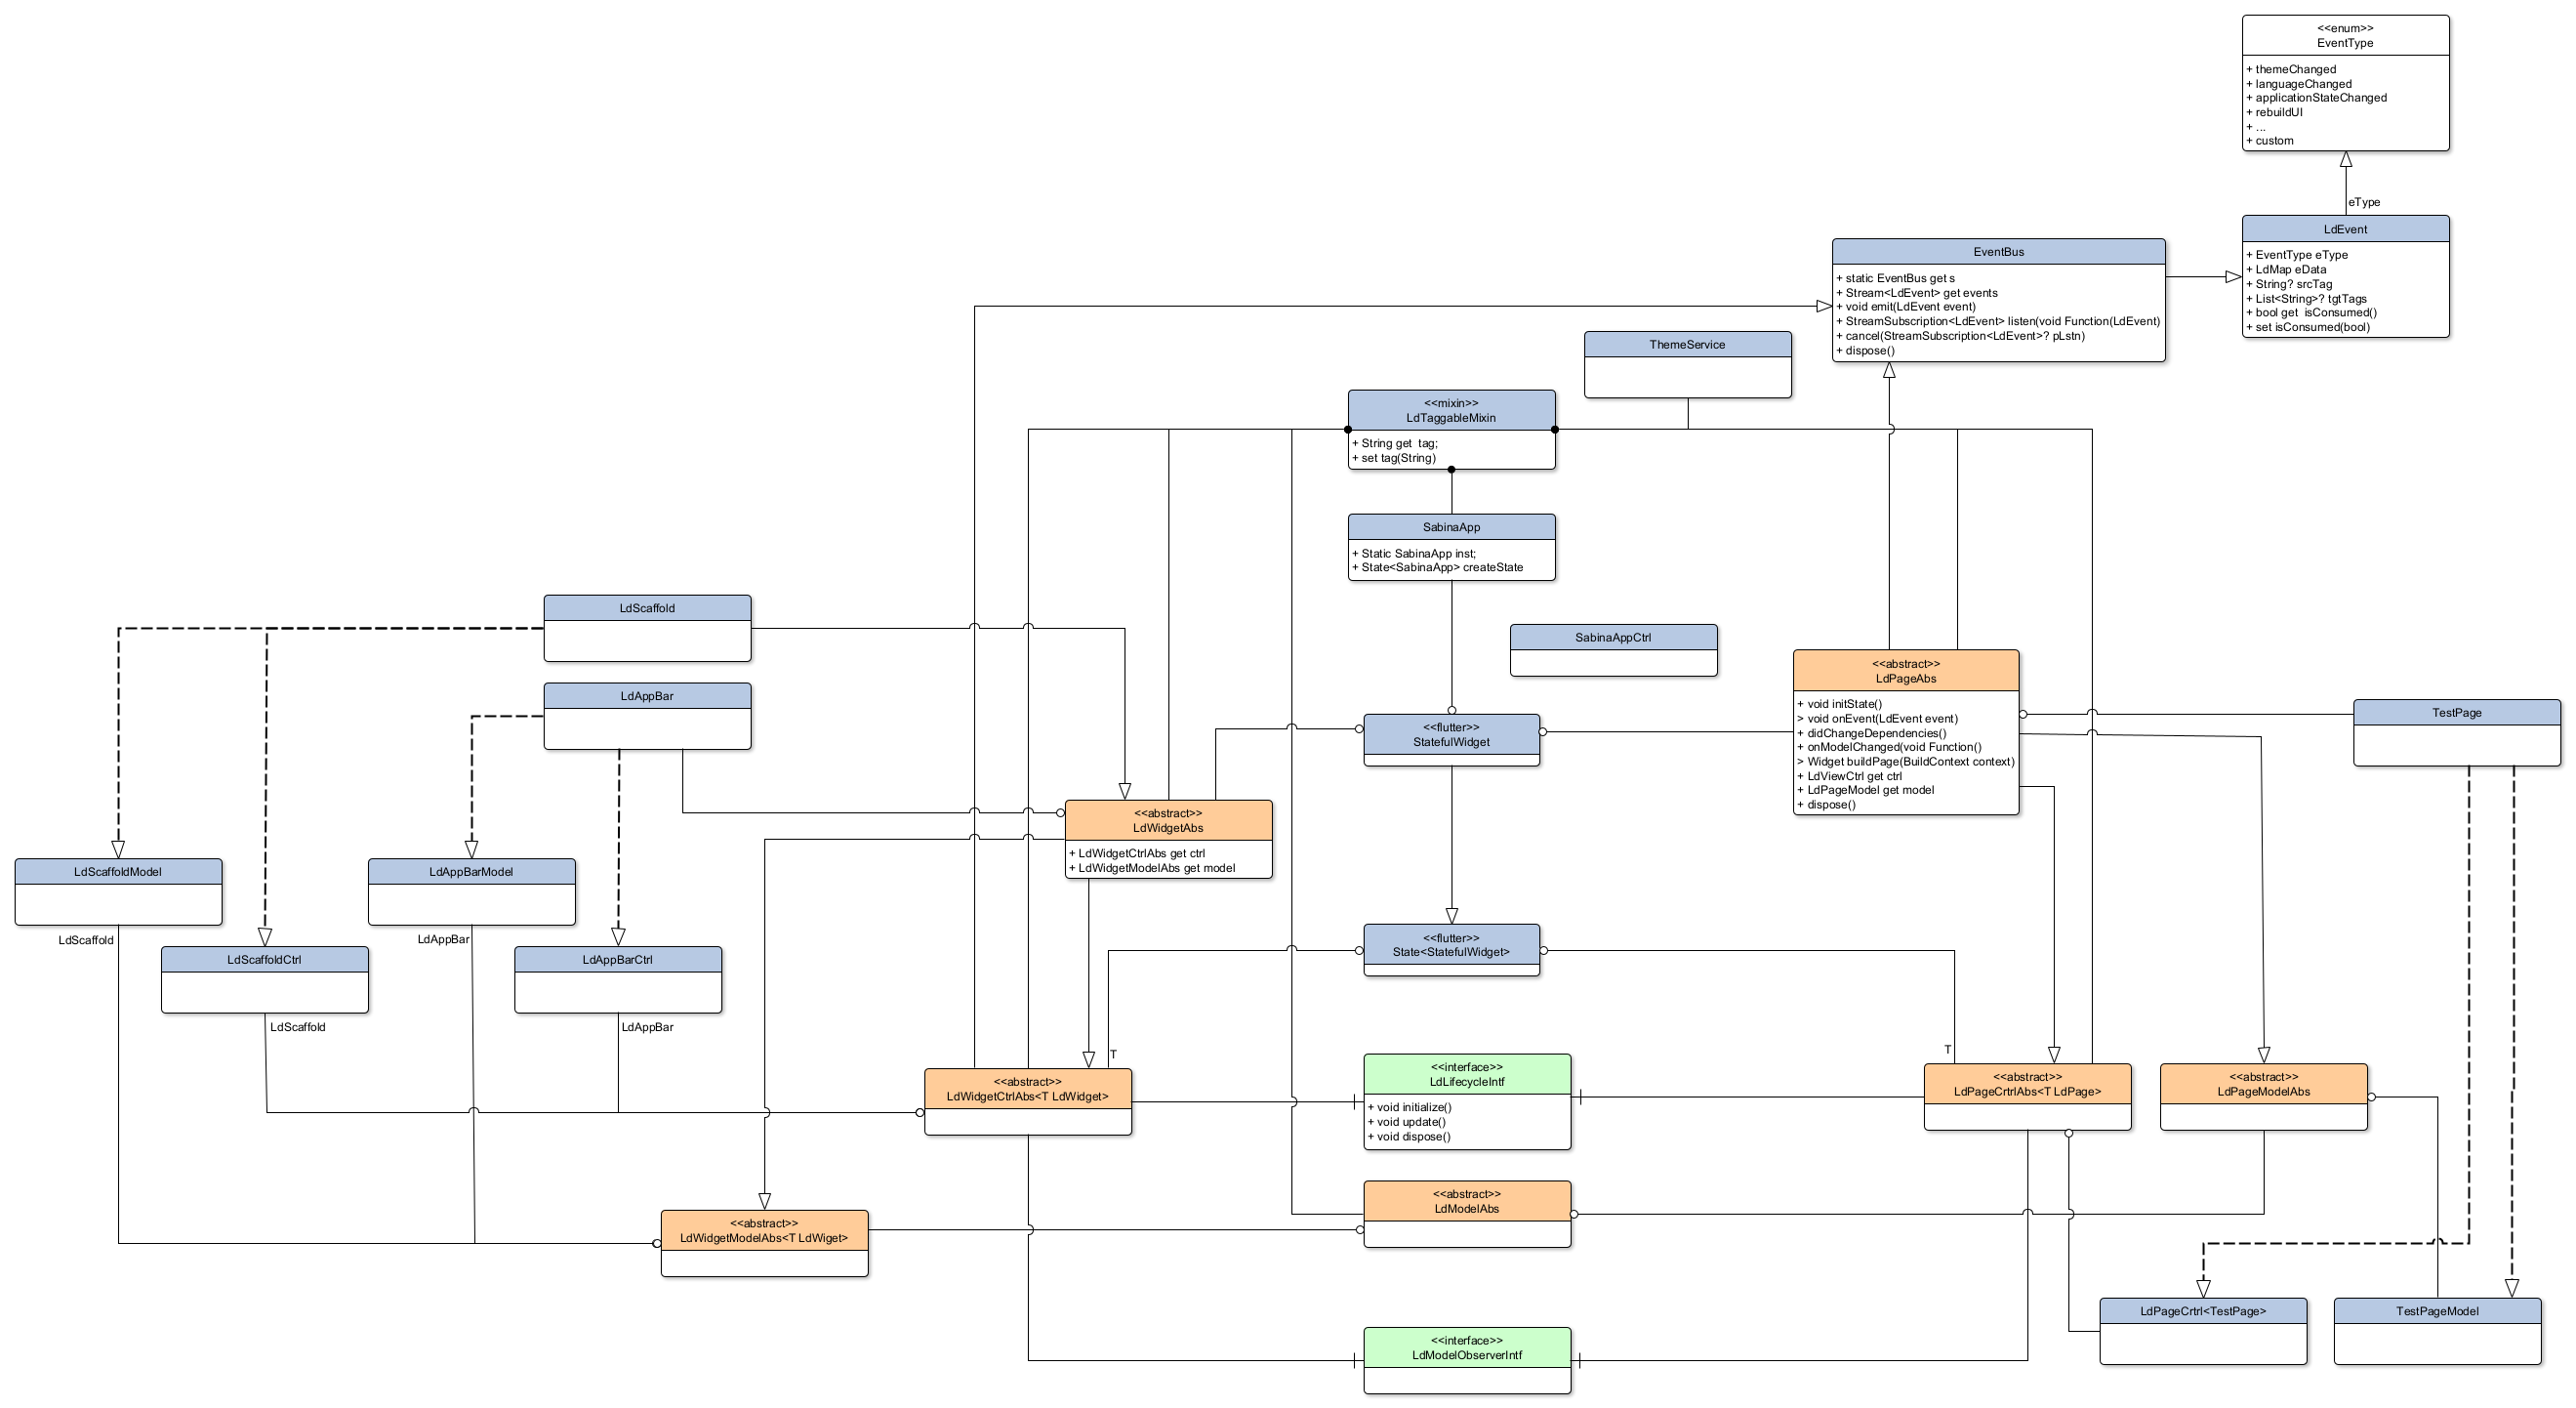 <<enum>>
EventType
+ themeChanged
+ languageChanged
+ applicationStateChanged
+ rebuildUI
+ ...
+ custom
eType
LdEvent
+ EventType eType
+ LdMap eData
+ String? srcTag
+ List<String>? tgtTags
+ bool get  isConsumed()
+ set isConsumed(bool)
EventBus
+ static EventBus get s
+ Stream<LdEvent> get events
+ void emit(LdEvent event)
+ StreamSubscription<LdEvent> listen(void Function(LdEvent)
+ cancel(StreamSubscription<LdEvent>? pLstn)
+ dispose()
ThemeService
<<mixin>>
LdTaggableMixin
+ String get  tag;
+ set tag(String)
SabinaApp
+ Static SabinaApp inst;
+ State<SabinaApp> createState
LdScaffold
SabinaAppCtrl
<<abstract>>
LdPageAbs
+ void initState()
> void onEvent(LdEvent event)
+ didChangeDependencies()
+ onModelChanged(void Function()
> Widget buildPage(BuildContext context)
+ LdViewCtrl get ctrl
+ LdPageModel get model
+ dispose()
LdAppBar
TestPage
<<flutter>>
StatefulWidget
<<abstract>>
LdWidgetAbs
+ LdWidgetCtrlAbs get ctrl
+ LdWidgetModelAbs get model
LdScaffoldModel
LdAppBarModel
LdScaffold
LdAppBar
<<flutter>>
State<StatefulWidget>
LdScaffoldCtrl
LdAppBarCtrl
LdScaffold
LdAppBar
T
T
<<interface>>
LdLifecycleIntf
+ void initialize()
+ void update()
+ void dispose()
<<abstract>>
LdWidgetCtrlAbs<T LdWidget>
<<abstract>>
LdPageCrtrlAbs<T LdPage>
<<abstract>>
LdPageModelAbs
<<abstract>>
LdModelAbs
<<abstract>>
LdWidgetModelAbs<T LdWiget>
LdPageCrtrl<TestPage>
TestPageModel
<<interface>>
LdModelObserverIntf